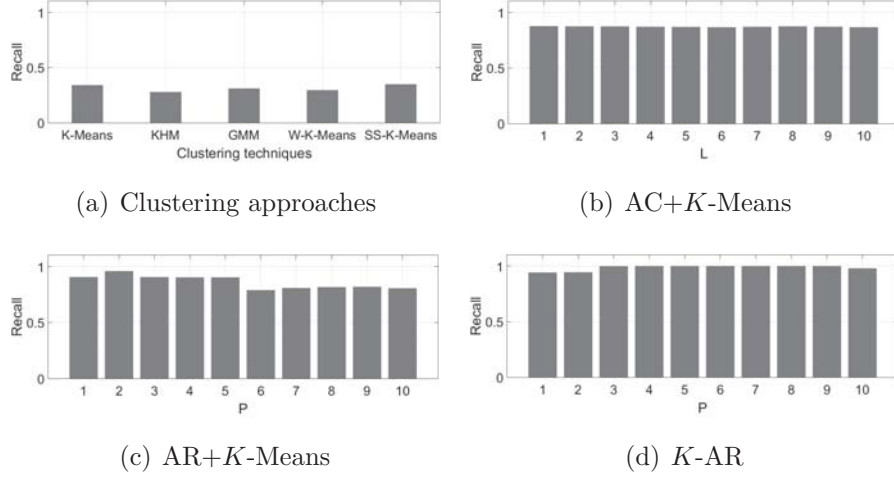 1
0.5
0
Recall
K-Means KHM GMM W-K-Means SS-K-Means
Clustering techniques
(a) Clustering approaches
1
0.5
0
Recall
1 2 3 4 5 6 7 8 9 10
L
(b) AC+K-Means
1
0.5
0
Recall
1 2 3 4 5 6 7 8 9 10
P
(c) AR+K-Means
1
0.5
0
Recall
1 2 3 4 5 6 7 8 9 10
P
(d) K-AR